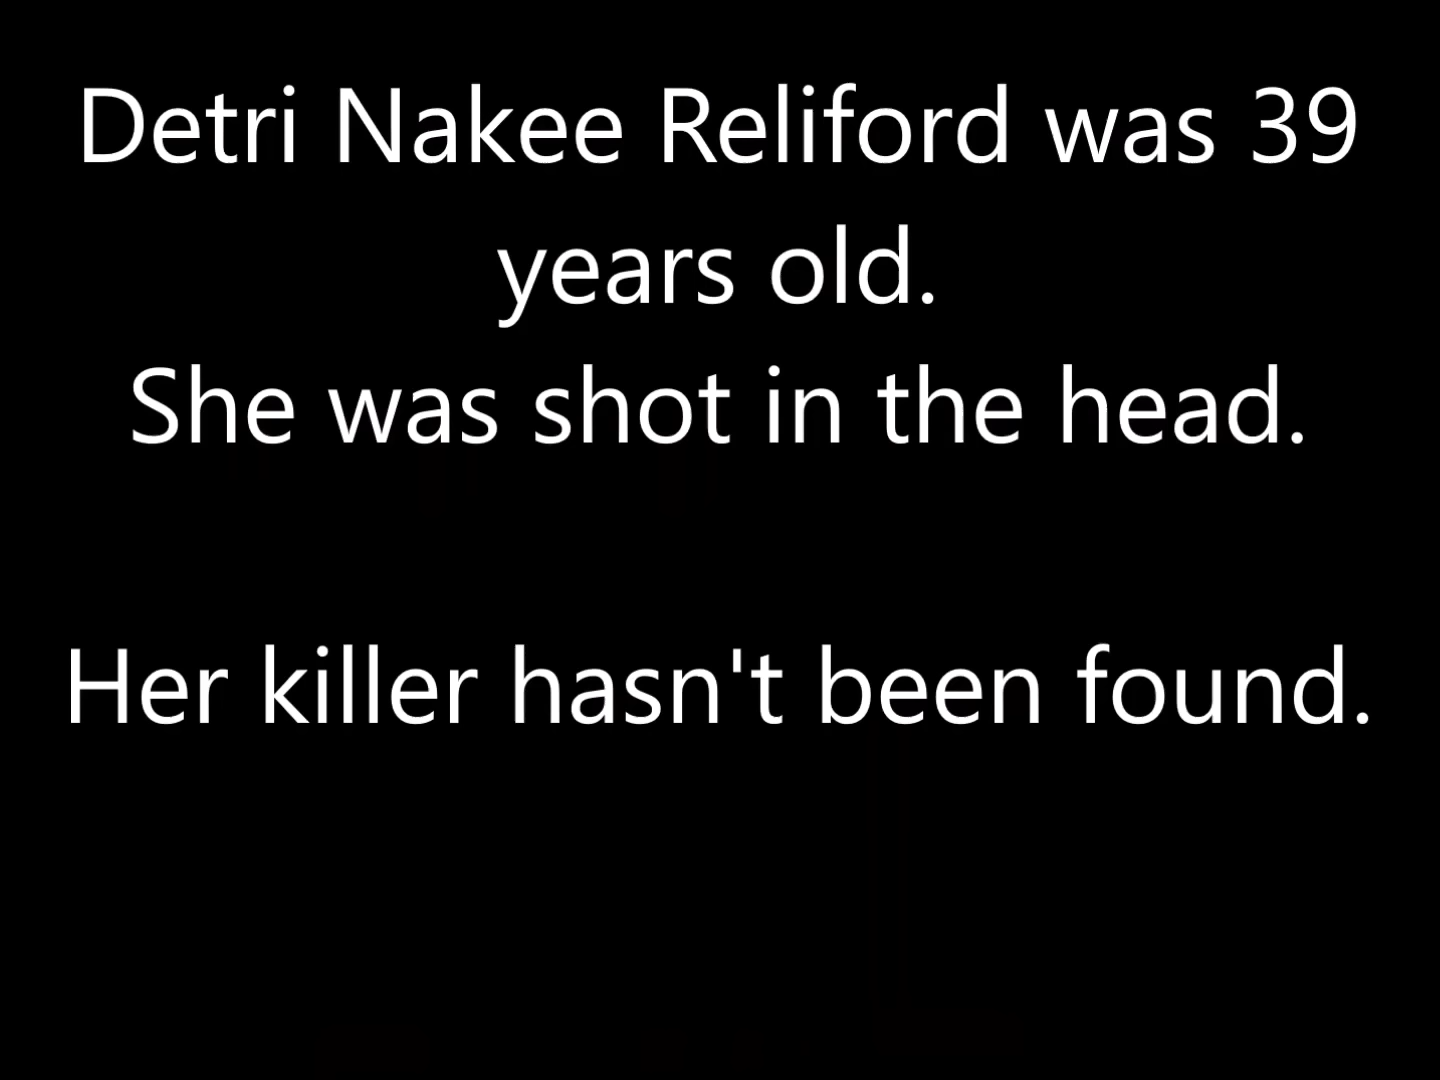 Detri Nakee Reliford was 39
years old.
She was shot in the head.
Her killer hasn't been found.